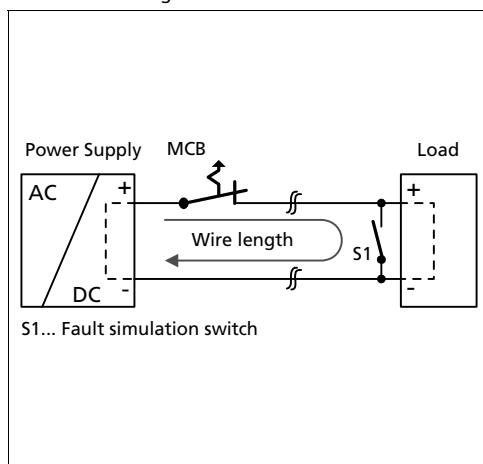 Power Supply MCB Load
AC + +
Wire length
S1
DC - -
S1... Fault simulation switch